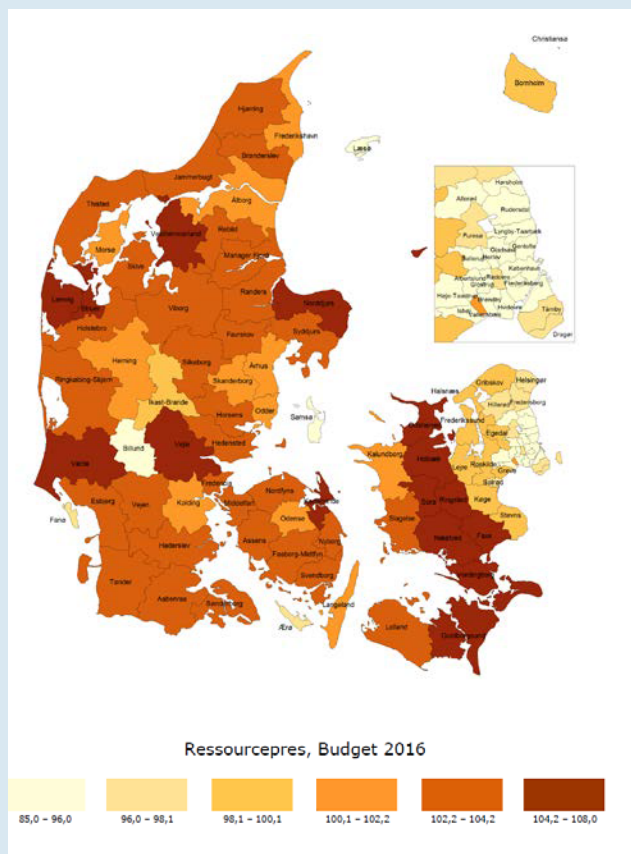 Christiansø
Bornholm
Hjørring
Frederikshavn
Læsø
Brønderslev
Jammerbugt
Thisted
Ålborg
Vesthimmerland
Rebild
Morsø
Skive
Mariager Fjord
Lemvig
Struer
Randers
Norddjurs
Viborg
Holstebro
Favrskov
Syddjurs
Herning
Silkeborg
Århus
Ringkøbing-Skjern
Skanderborg
Ikast-Brande
Odder
Horsens
Samsø
Hedensted
Billund
Vejle
Varde
Fredericia
Esbjerg
Vejen
Kolding
Middelfart
Nordfyns
Kerteminde
Fanø
Odense
Haderslev
Assens
Nyborg
Faaborg-Midtfyn
Svendborg
Tønder
Aabenraa
Sønderborg
Langeland
Ærø
Hørsholm
Allerød
Rudersdal
Furesø
Lyngby-Taarbæk
Gladsaxe
Gentofte
Ballerup
Herlev
København
Albertslund
Rødovre
Glostrup
Frederiksberg
Høje-Taastrup
Brøndby
Hvidovre
Ishøj
Vallensbæk
Tårnby
Dragør
Halsnæs
Gribskov
Helsingør
Fredensborg
Hillerød
Frederikssund
Odsherred
Egedal
Kalundborg
Holbæk
Lejre
Roskilde
Greve
Solrød
Sorø
Ringsted
Køge
Slagelse
Stevns
Næstved
Faxe
Vordingborg
Lolland
Guldborgsund
Ressourcepres, Budget 2016
85,0 – 96,0 96,0 – 98,1 98,1 – 100,1 100,1 – 102,2 102,2 – 104,2 104,2 – 108,0